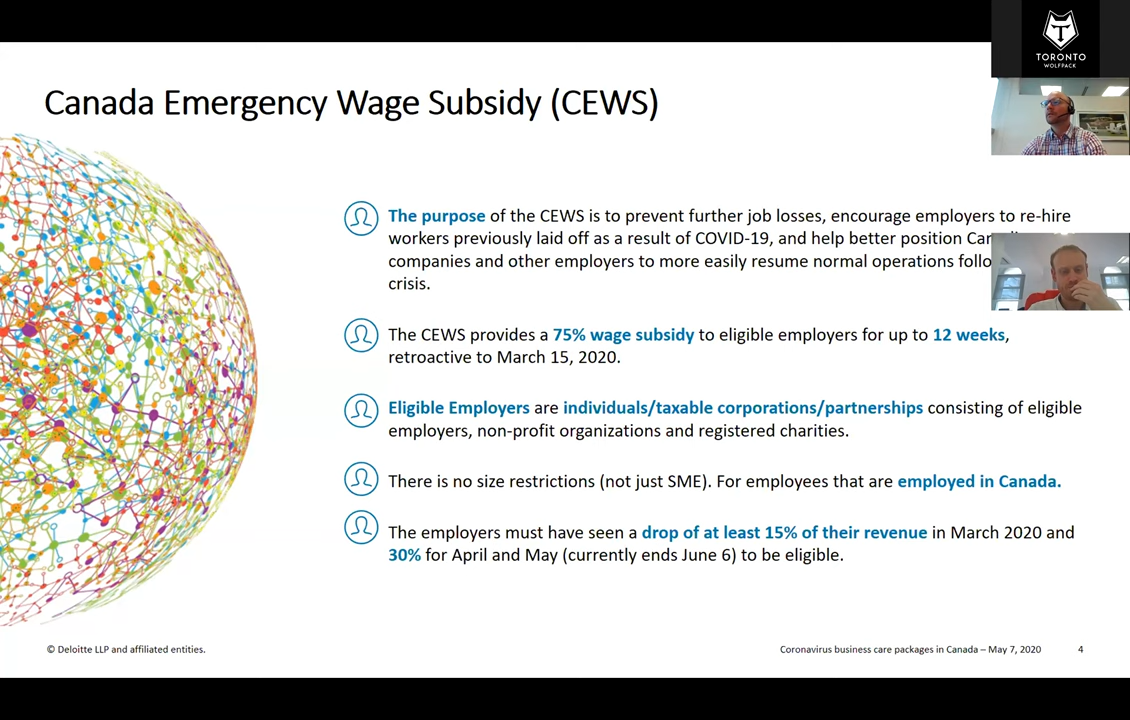 TORONTO
WOLFPACK
Canada Emergency Wage Subsidy (CEWS)
The purpose of the CEWS is to prevent further job losses, encourage employers to re-hire
workers previously laid off as a result of COVID-19, and help better position
companies and other employers to more easily resume normal operations
crisis.
The CEWS provides a 75% wage subsidy to eligible employers for up to 12 weeks,
retroactive to March 15, 2020.
Eligible Employers are individuals/taxable corporations/partnerships consisting of eligible
employers, non-profit organizations and registered charities.
There is no size restrictions (not just SME). For employees that are employed in Canada.
The employers must have seen a drop of at least 15% of their revenue in March 2020 and
30% for April and May (currently ends June 6) to be eligible.
© Deloitte LLP and affiliated entities.
Coronavirus business care packages in Canada – May 7, 2020 4